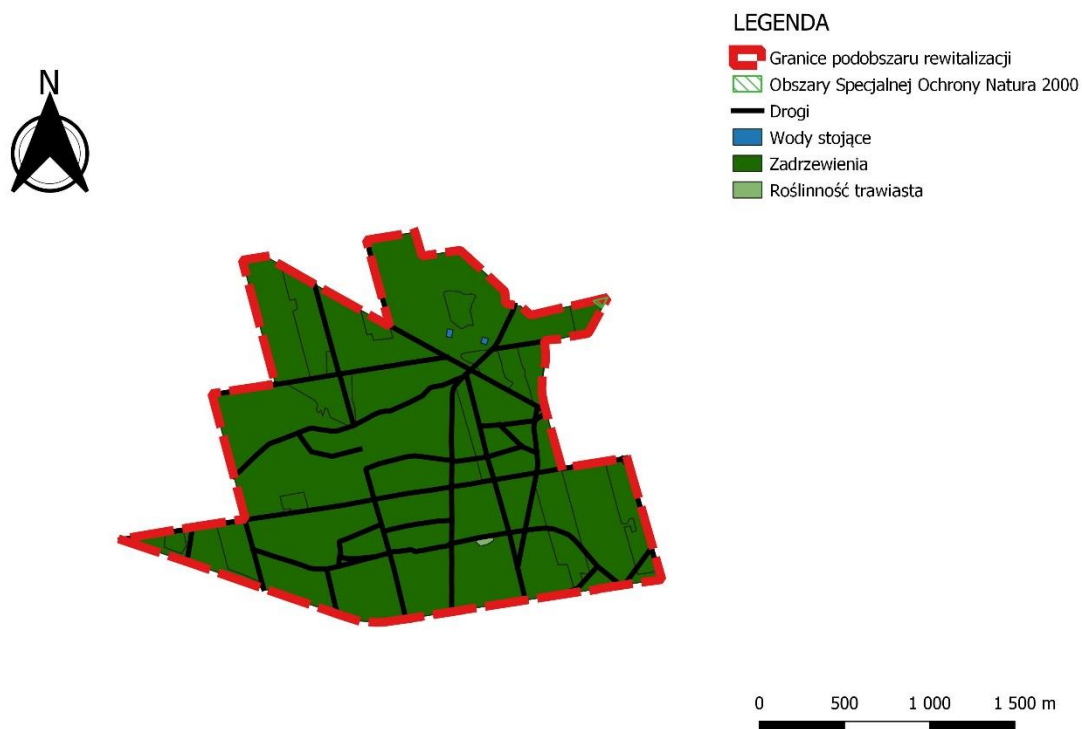 LEGENDA
Granice podobszaru rewitalizacji
Obszary Specjalnej Ochrony Natura 2000
Drogi
Wody stojące
Zadrzewienia
Roślinność trawiasta
N
0 500 1 000 1 500 m